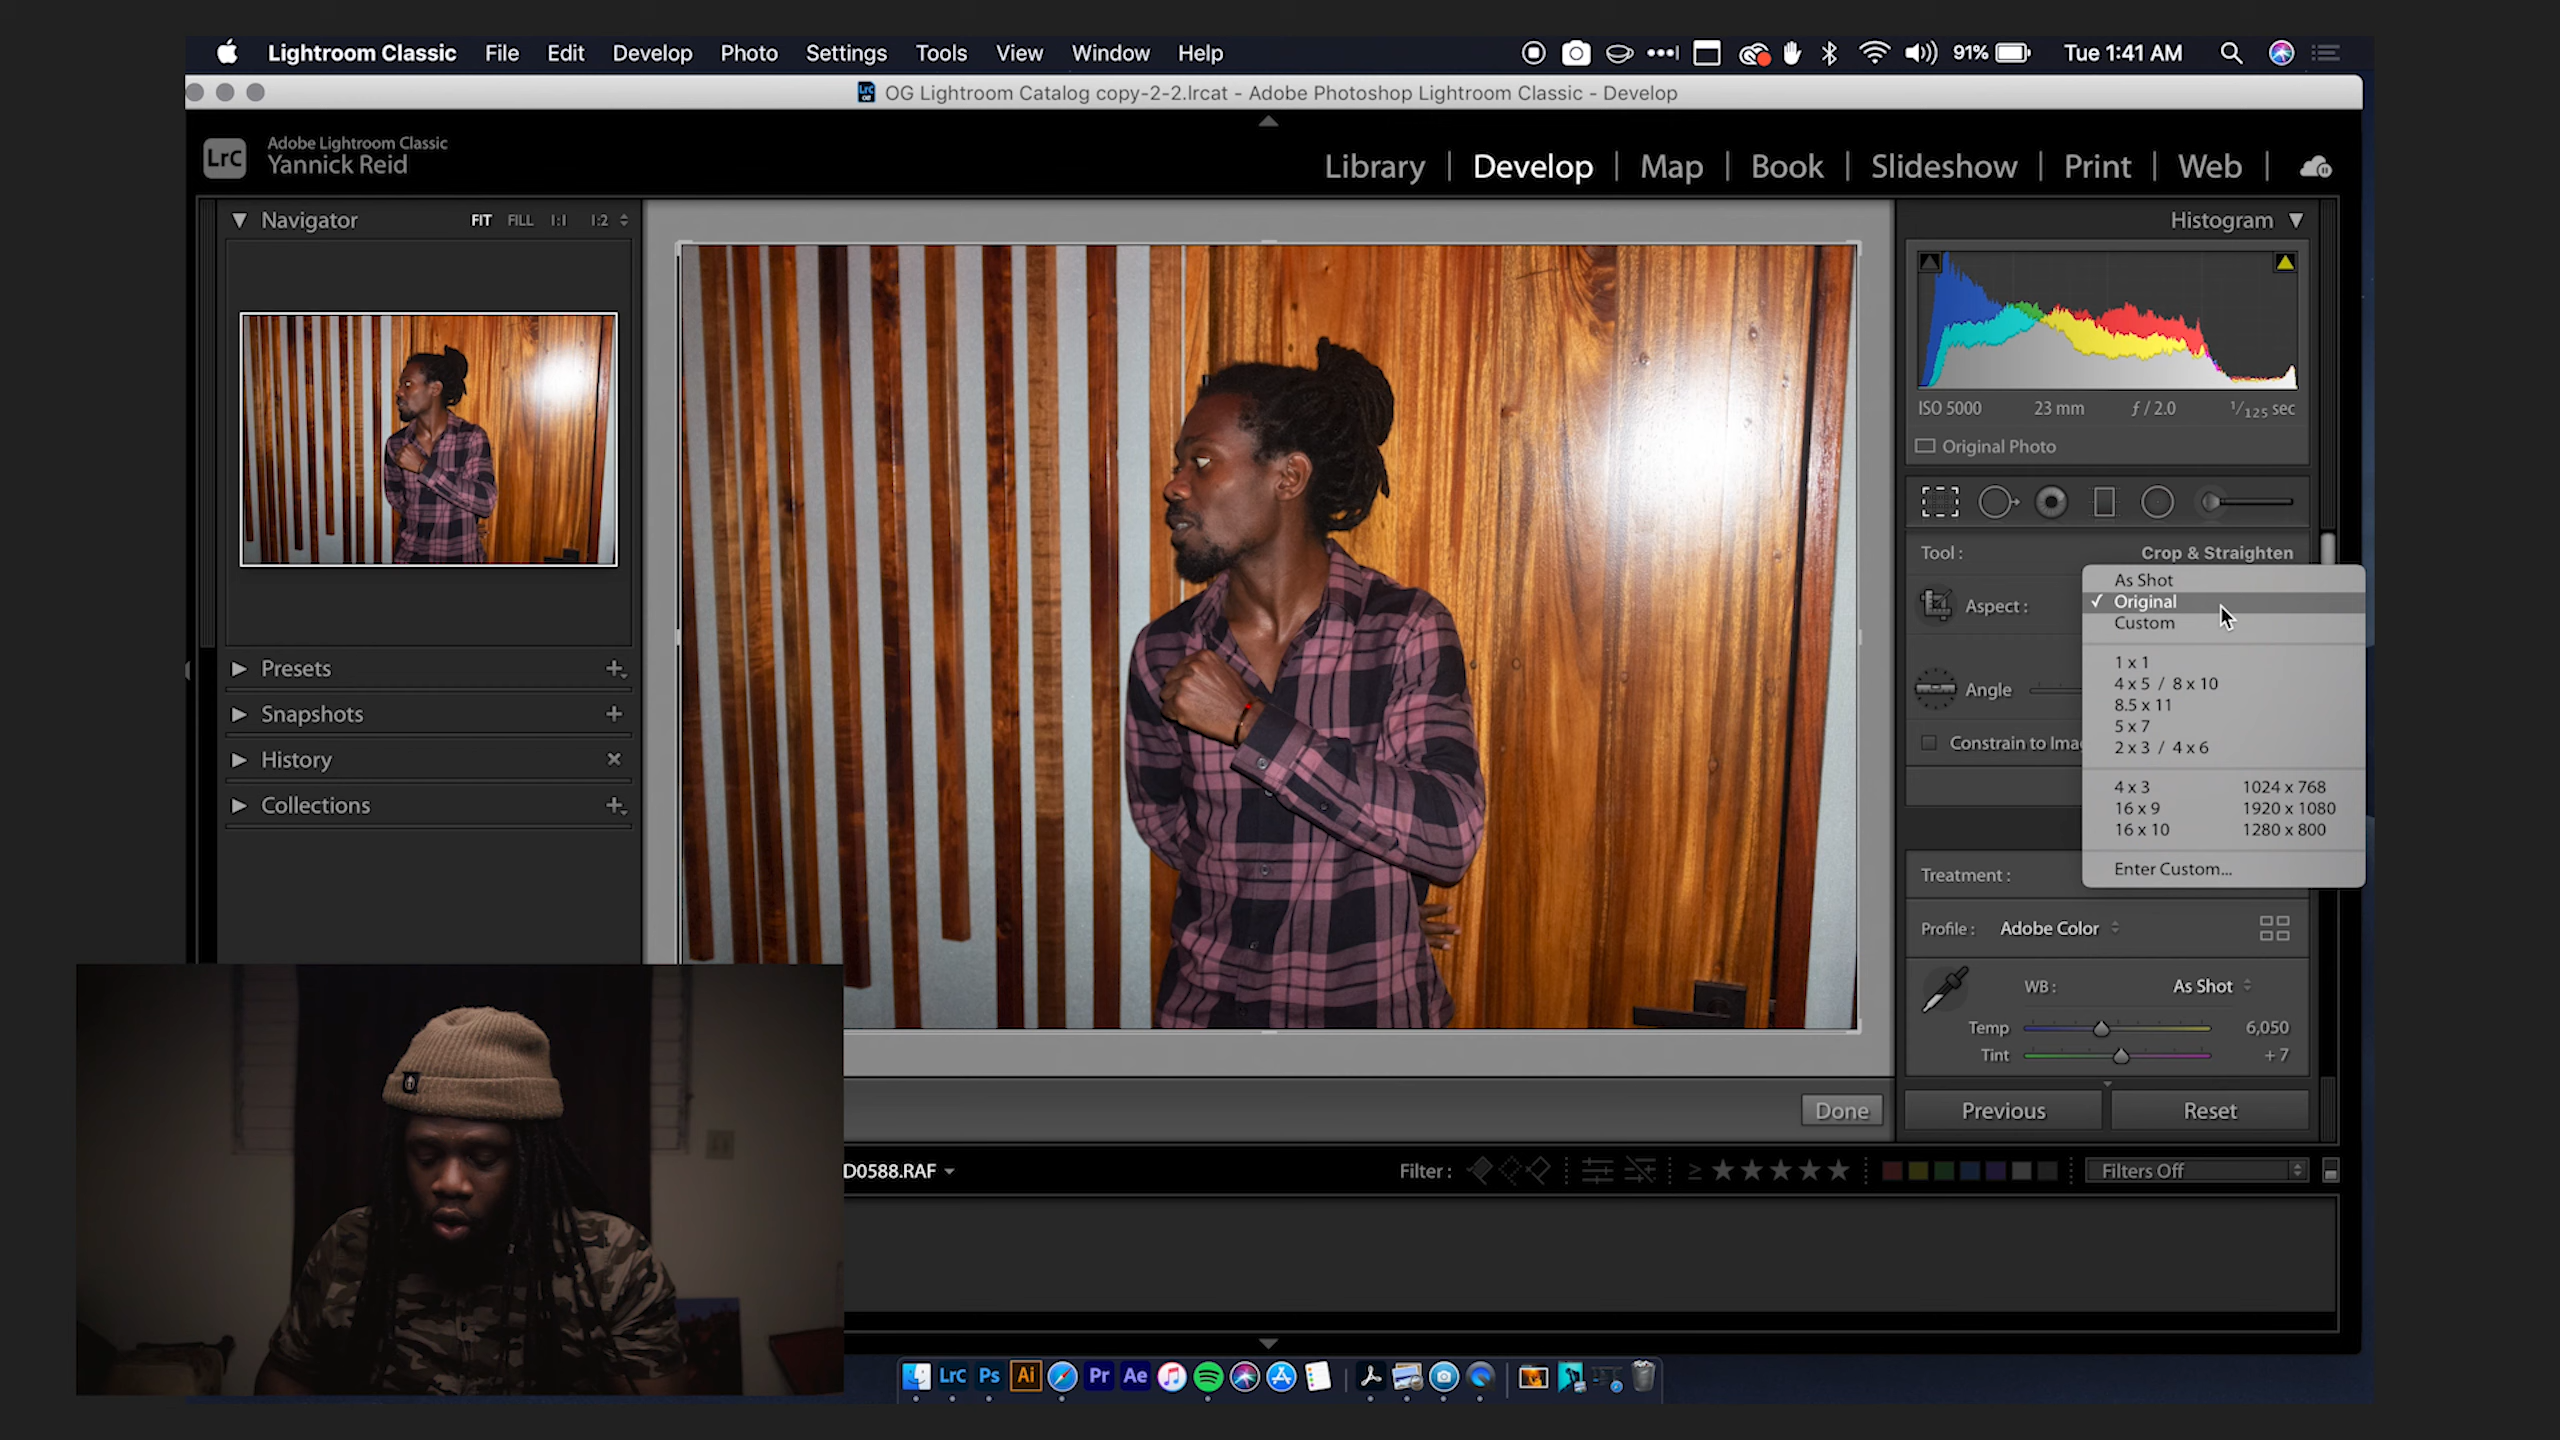 Lightroom Classic File Edit Develop Photo Settings Tools View Window Help 91% Tue 1:41 AM
Lrc OG Lightroom Catalog copy-2-2.lrcat - Adobe Photoshop Lightroom Classic - Develop
LrC
Adobe Lightroom Classic
Yannick Reid
Library | Develop | Map | Book | Slideshow | Print | Web |
Navigator FIT FILL 1:1 1:2
Presets
Snapshots
History
Collections
Histogram
ISO 5000 23 mm ƒ / 2.0 1/125 sec
Original Photo
Tool : Crop & Straighten
Aspect :
As Shot
✓ Original
Custom
1 x 1
4 x 5 / 8 x 10
8.5 x 11
5 x 7
2 x 3 / 4 x 6
4 x 3 1024 x 768
16 x 9 1920 x 1080
16 x 10 1280 x 800
Enter Custom...
Angle
Constrain to Ima
Treatment :
Profile : Adobe Color
WB : As Shot
Temp 6,050
Tint + 7
Done
Previous Reset
D0588.RAF Filter : ≥ ★★★★★ Filters Off
LrC Ps Ai Pr Ae